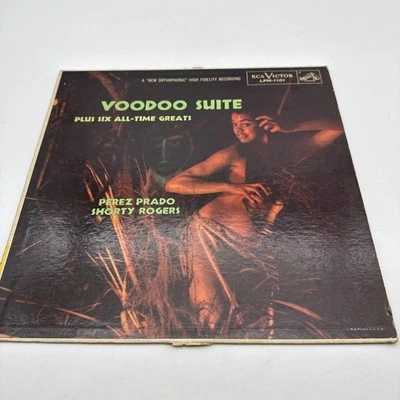 A "NEW ORTHOPHONIC" HIGH FIDELITY RECORDING
RCA VICTOR
LPM-1101
VOODOO SUITE
PLUS SIX ALL-TIME GREATS
PEREZ PRADO
SHORTY ROGERS